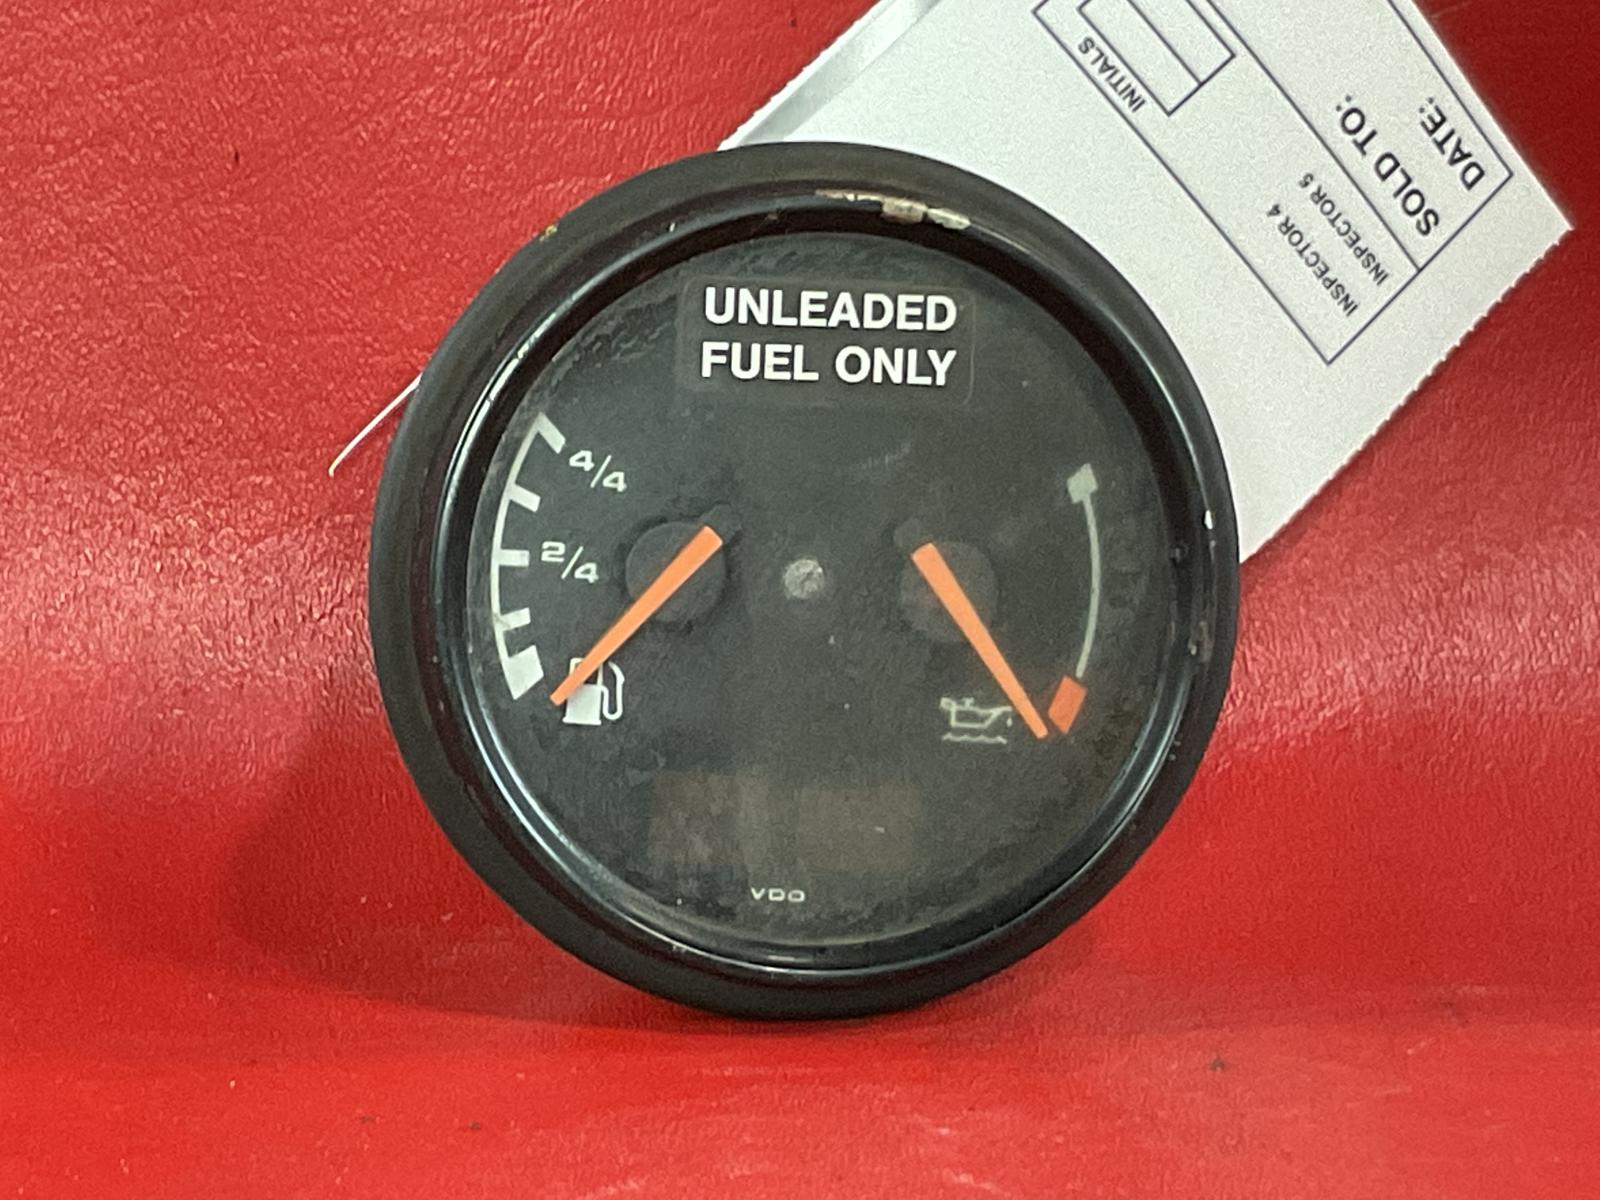 UNLEADED
FUEL ONLY
4/4
2/4
VDO
INITIALS
INSPECTOR 4
INSPECTOR 5
SOLD TO:
DATE: